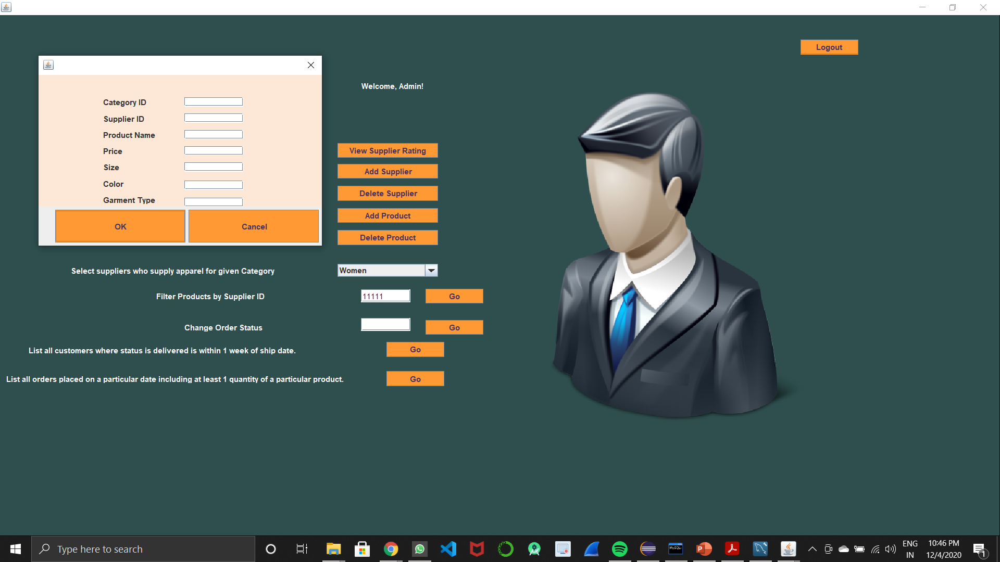 Logout
Welcome, Admin!
Category ID
Supplier ID
Product Name
Price
Size
Color
Garment Type
OK Cancel
View Supplier Rating
Add Supplier
Delete Supplier
Add Product
Delete Product
Select suppliers who supply apparel for given Category Women
Filter Products by Supplier ID 11111 Go
Change Order Status Go
List all customers where status is delivered is within 1 week of ship date. Go
List all orders placed on a particular date including at least 1 quantity of a particular product. Go
Type here to search
MySQL
P
ENG
IN
10:46 PM
12/4/2020
1